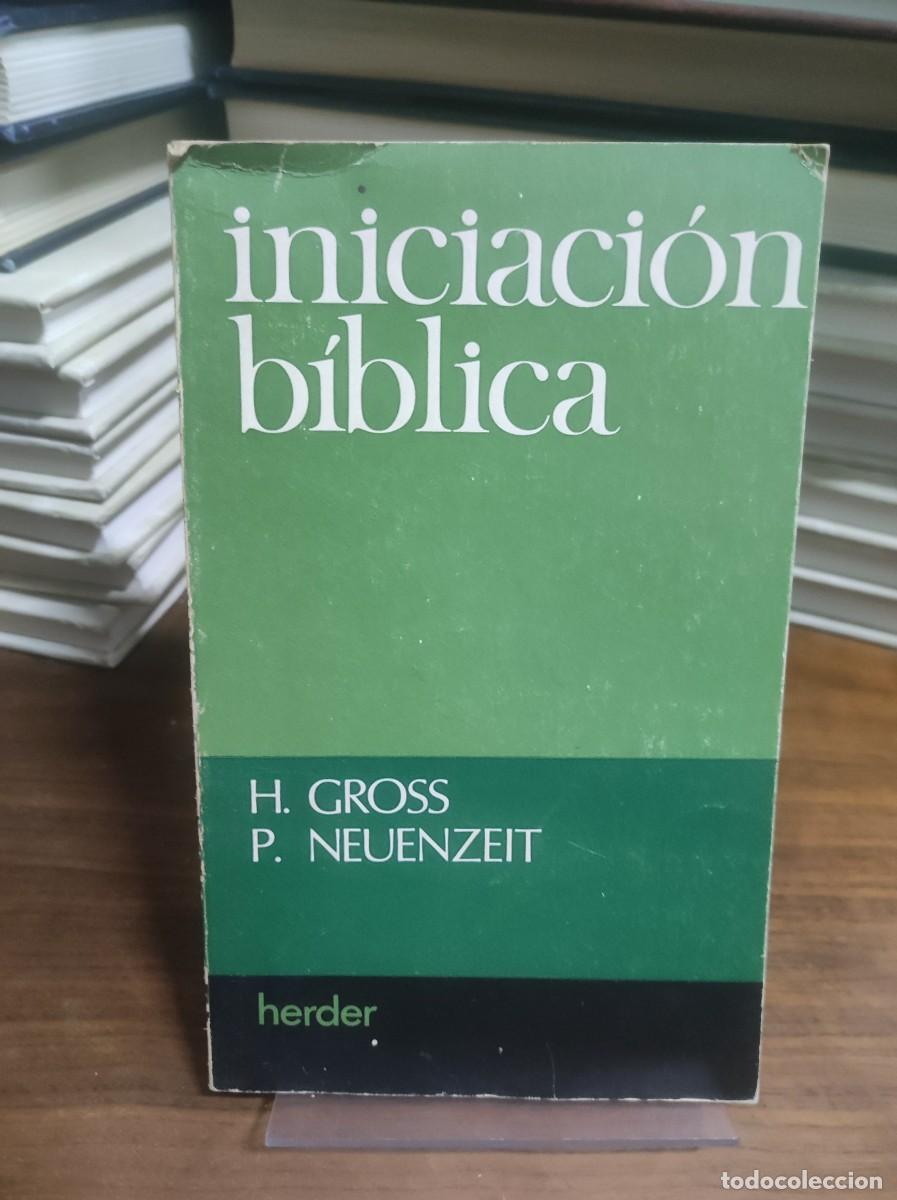 iniciación
bíblica
H. GROSS
P. NEUENZEIT
herder
todocoleccion